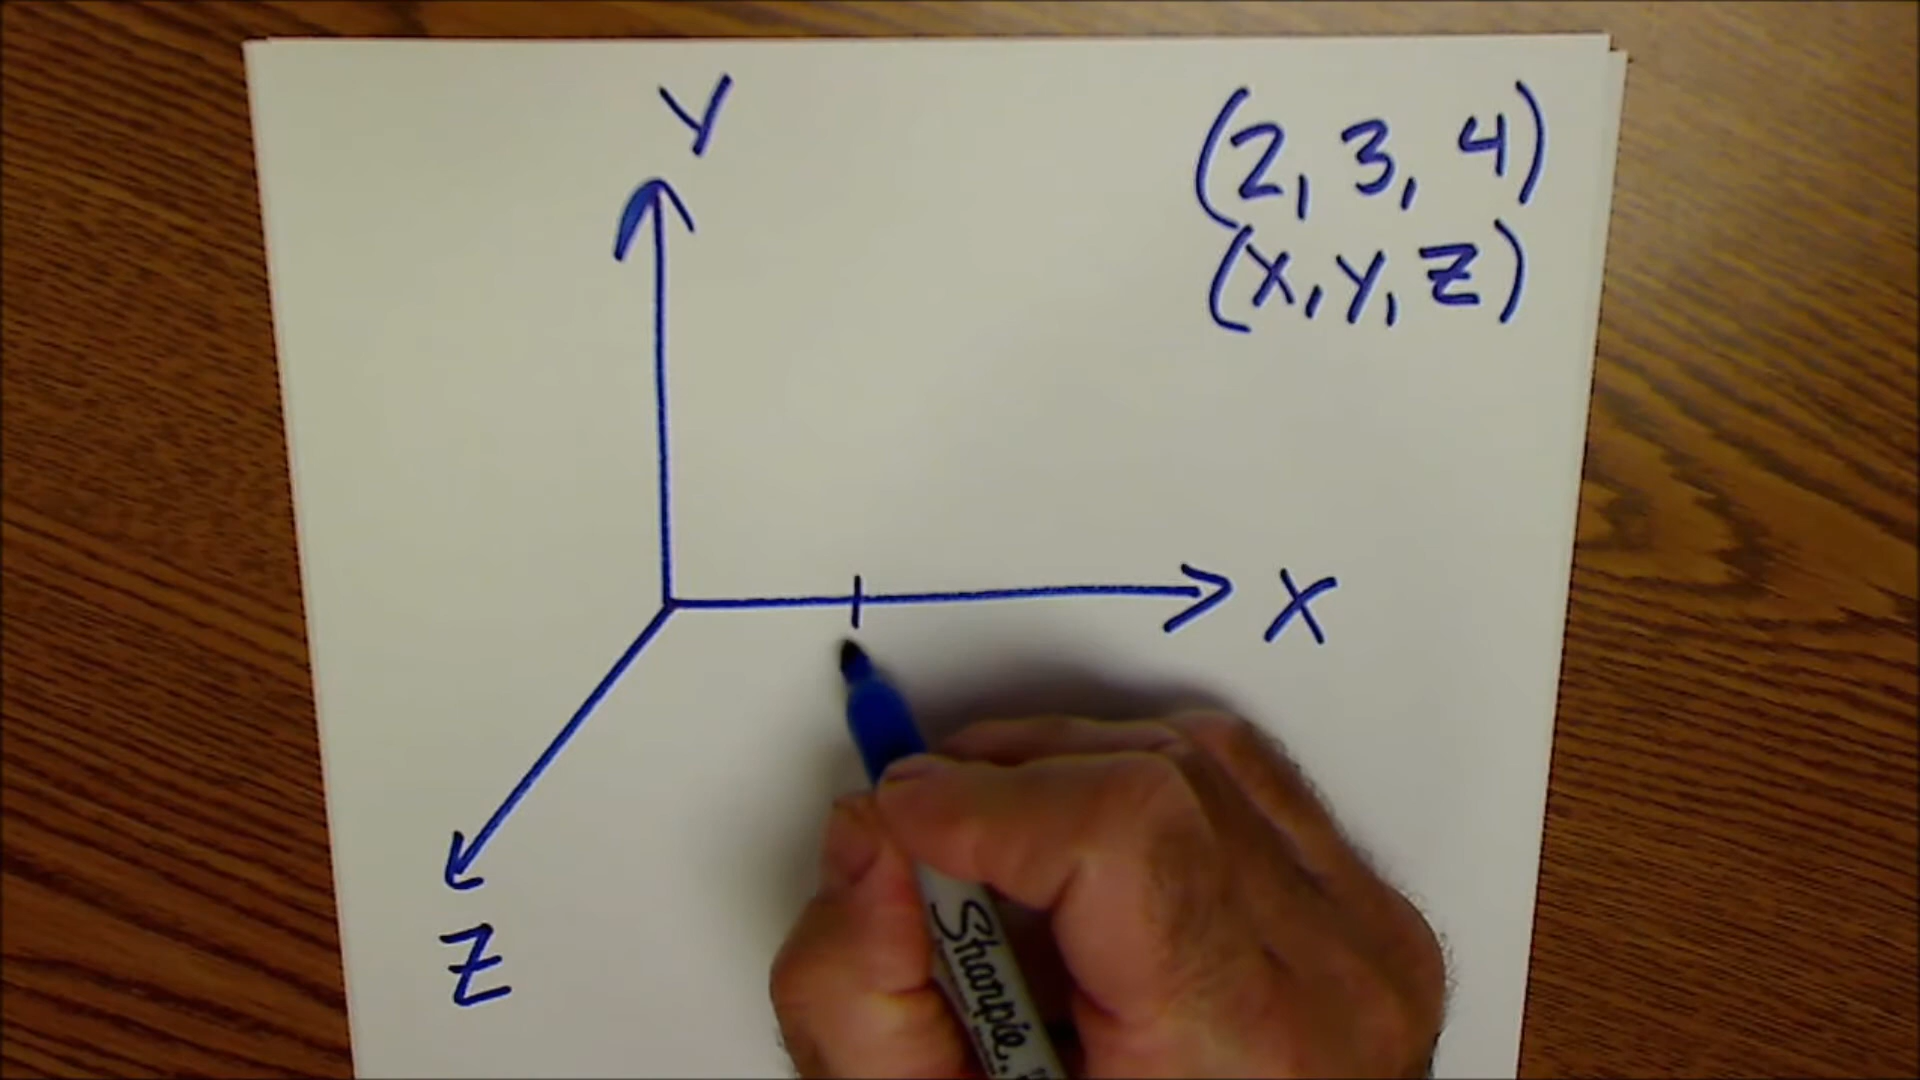 Y
(2, 3, 4)
(X, Y, Z)
X
Z
Sharpie.